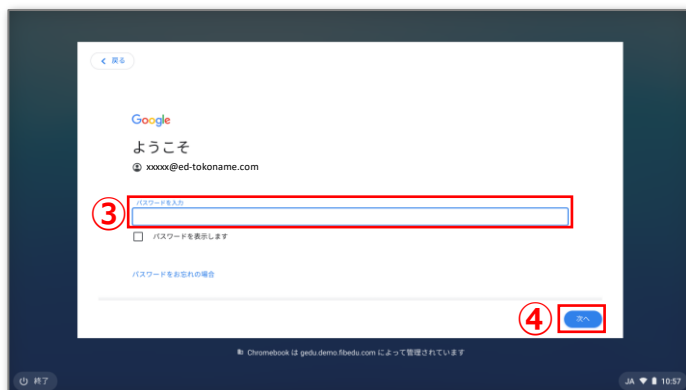 戻る
Google
ようこそ
xxxxx@ed-tokoname.com
③
パスワードを入力
パスワードを表示します
パスワードをお忘れの場合
④
次へ
Chromebook は gedu.demo.fibedu.com によって管理されています
終了
JA 10:57